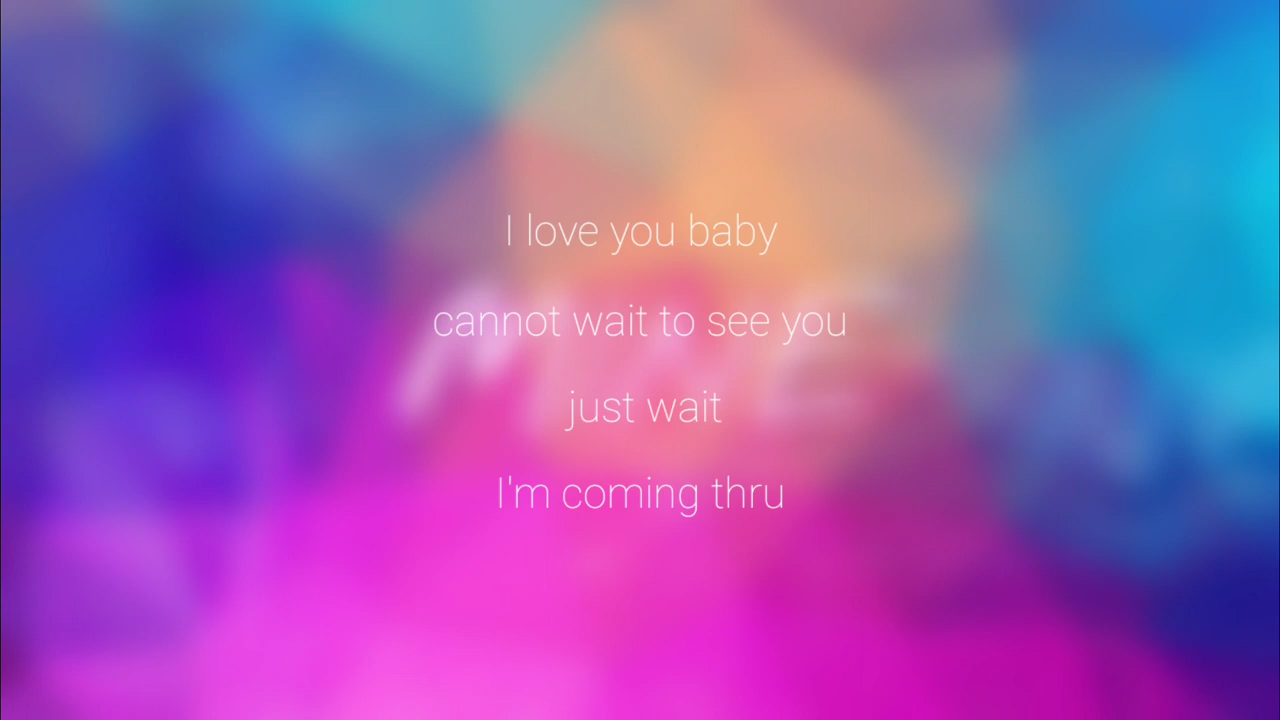 I love you baby
cannot wait to see you
just wait
I'm coming thru